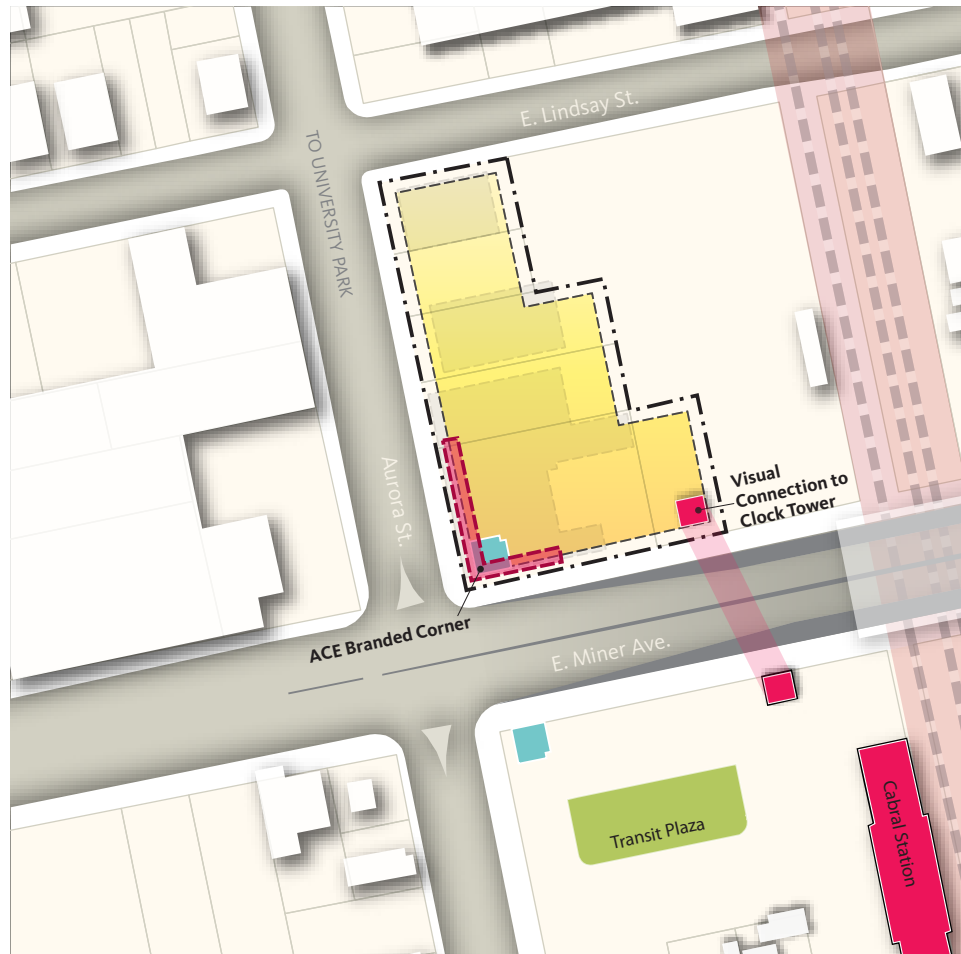 E. Lindsay St.
TO UNIVERSITY PARK
Aurora St.
Visual
Connection to
Clock Tower
ACE Branded Corner
E. Miner Ave.
Transit Plaza
Cabral Station